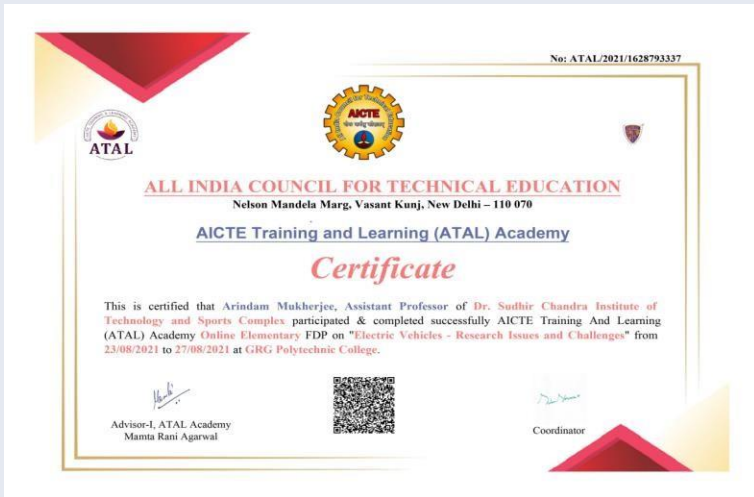 No: ATAL/2021/1628793337
ATAL
AICTE
ALL INDIA COUNCIL FOR TECHNICAL EDUCATION
Nelson Mandela Marg, Vasant Kunj, New Delhi – 110 070
AICTE Training and Learning (ATAL) Academy
Certificate
This is certified that Arindam Mukherjee, Assistant Professor of Dr. Sudhir Chandra Institute of
Technology and Sports Complex participated & completed successfully AICTE Training And Learning
(ATAL) Academy Online Elementary FDP on "Electric Vehicles - Research Issues and Challenges" from
23/08/2021 to 27/08/2021 at GRG Polytechnic College.
Advisor-I, ATAL Academy
Mamta Rani Agarwal
Coordinator